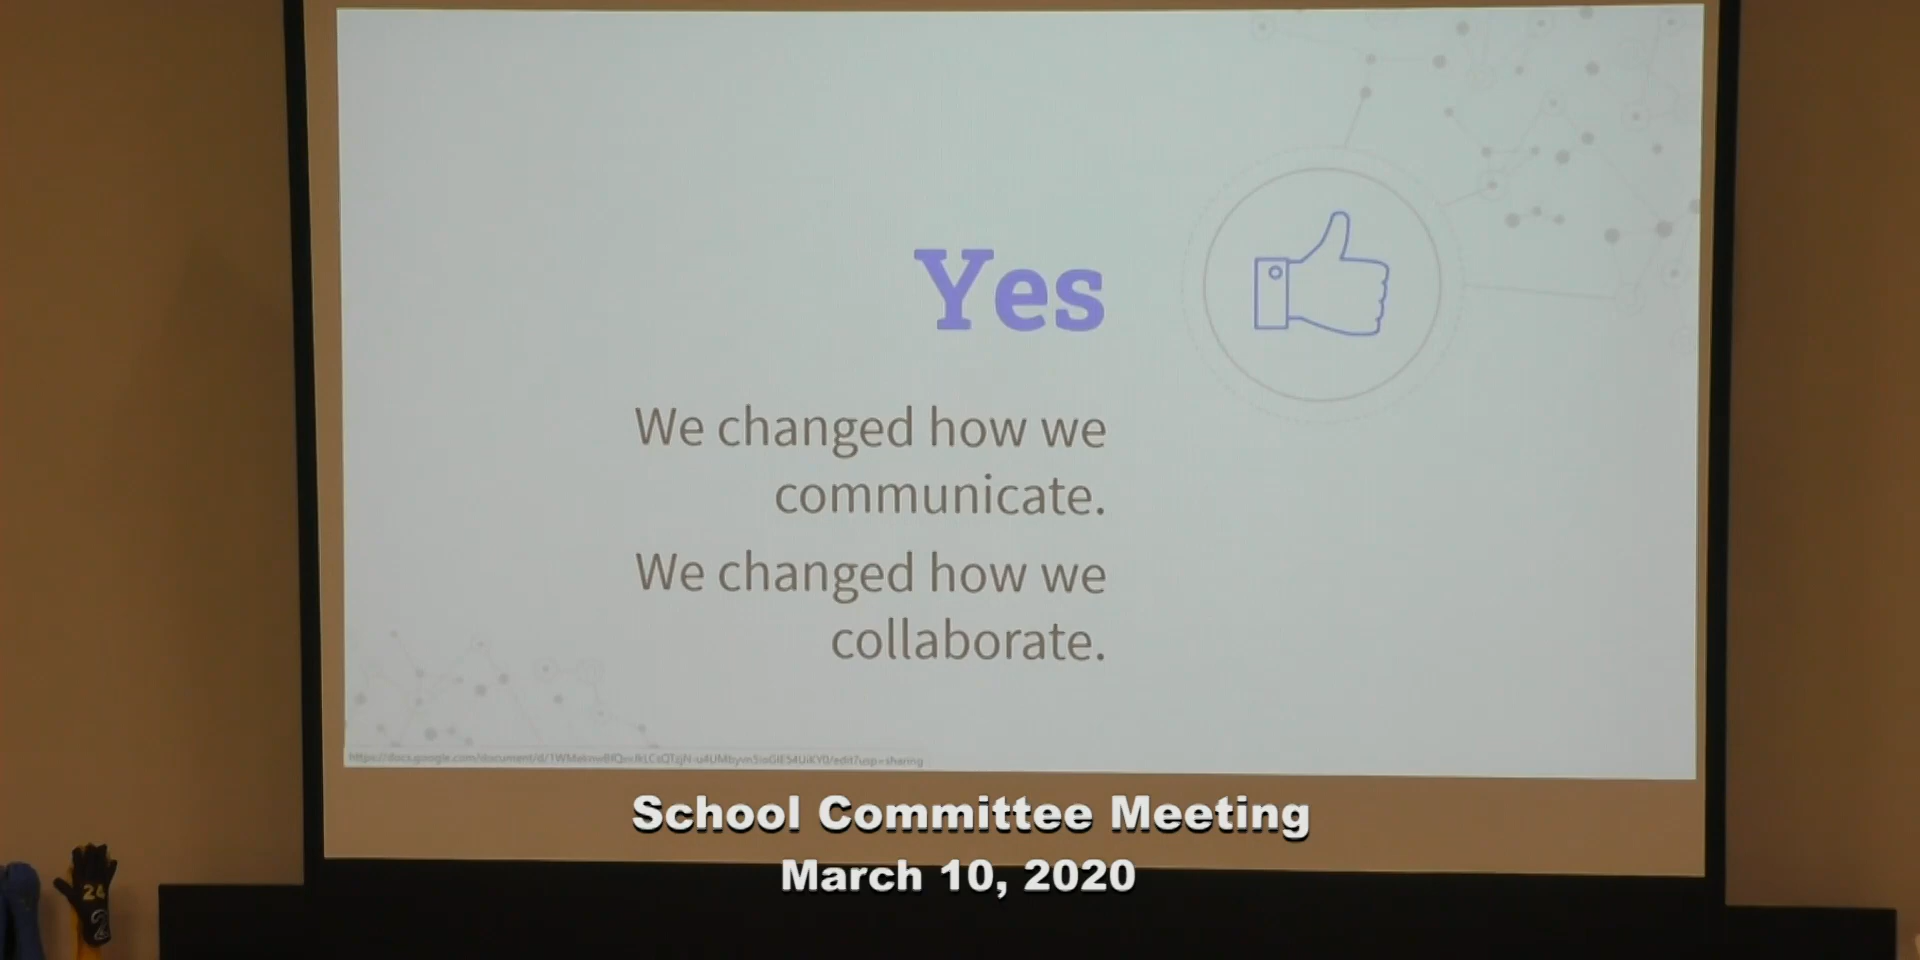 Yes
We changed how we
communicate.
We changed how we
collaborate.
School Committee Meeting
March 10, 2020
24